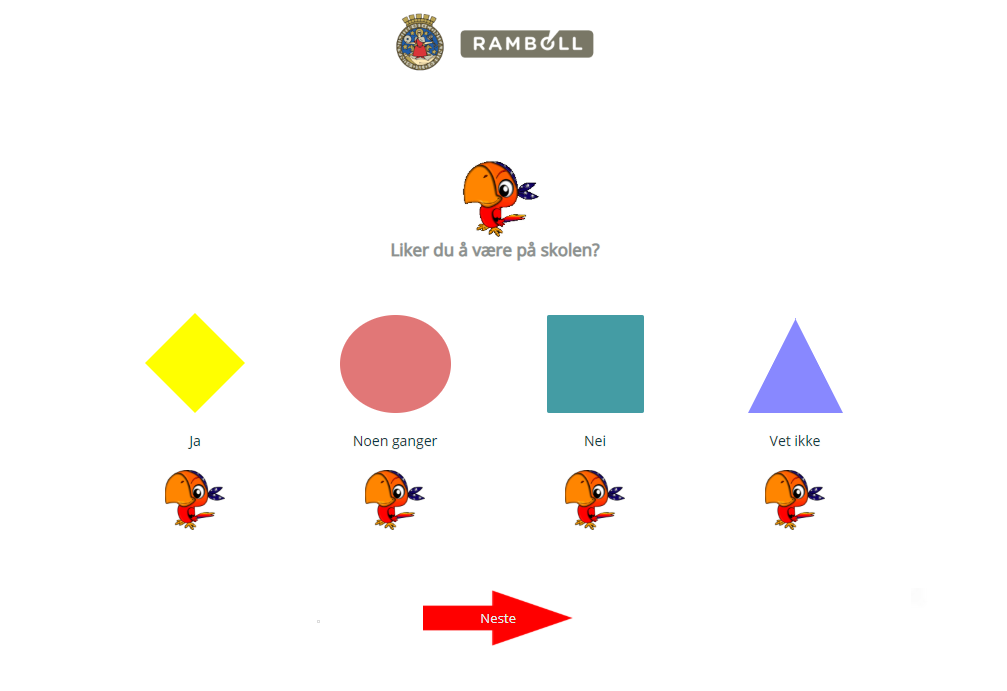 RAMBOLL
Liker du å være på skolen?
Ja
Noen ganger
Nei
Vet ikke
Neste